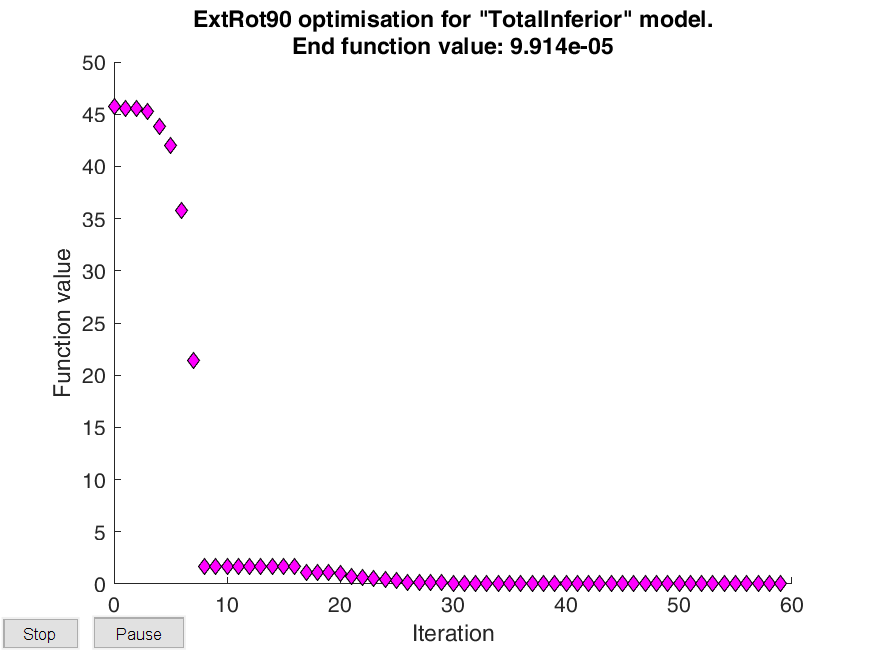 ExtRot90 optimisation for "TotalInferior" model.
End function value: 9.914e-05
50
45
40
35
30
25
20
15
10
5
0
Function value
0 10 20 30 40 50 60
Iteration
Stop Pause